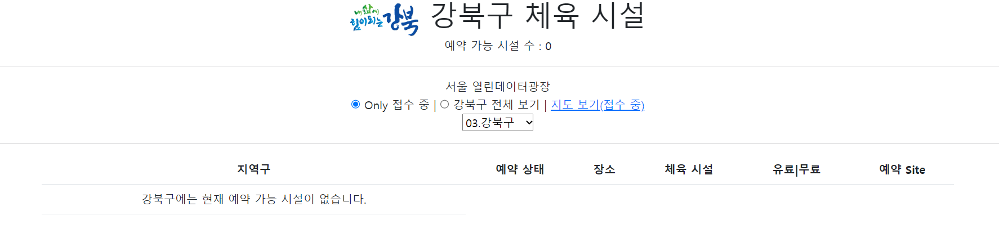 내 삶에
힘이되는 강북
강북구 체육 시설
예약 가능 시설 수 : 0
서울 열린데이터광장
Only 접수 중 | 강북구 전체 보기 | 지도 보기(접수 중)
03.강북구
지역구 예약 상태 장소 체육 시설 유료|무료 예약 Site
강북구에는 현재 예약 가능 시설이 없습니다.